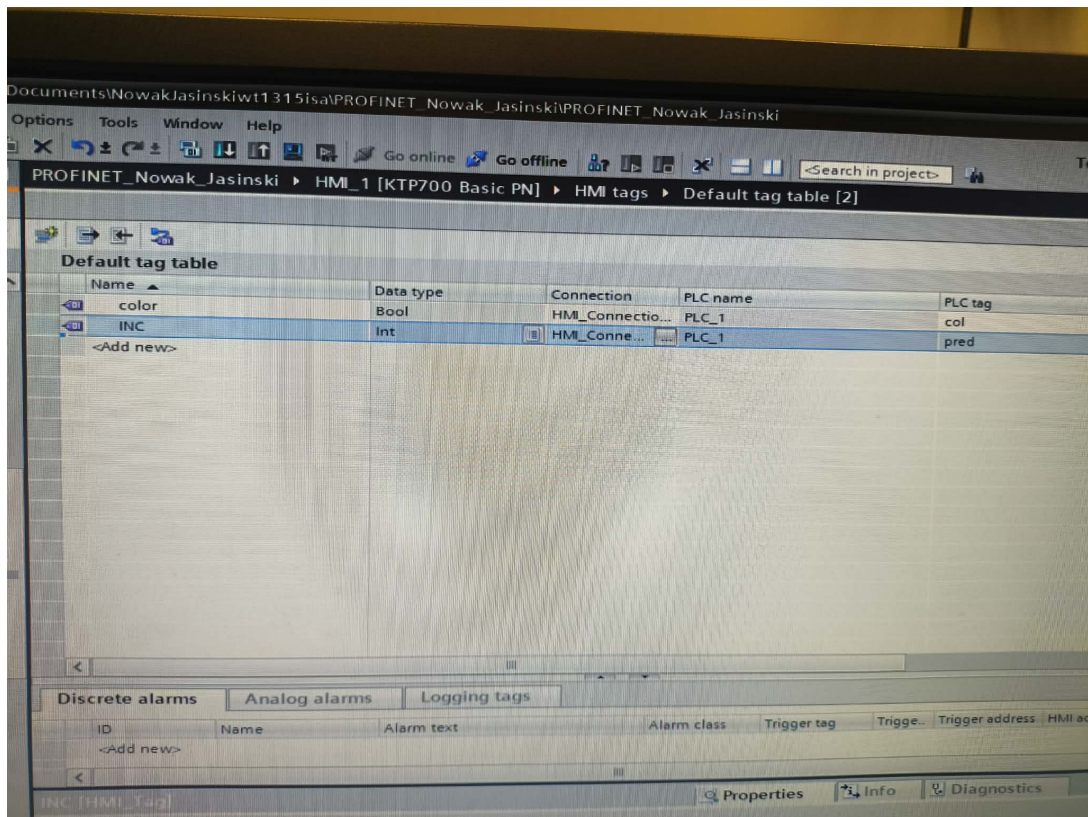 Documents\NowakJasinskiwt1315isa\PROFINET_Nowak_Jasinski\PROFINET_Nowak_Jasinski
Options Tools Window Help
Go online Go offline <Search in project>
PROFINET_Nowak_Jasinski ▸ HMI_1 [KTP700 Basic PN] ▸ HMI tags ▸ Default tag table [2]
Default tag table
Name Data type Connection PLC name PLC tag
color Bool HMI_Connectio... PLC_1 col
INC Int HMI_Conne... ... PLC_1 pred
<Add new>
Discrete alarms Analog alarms Logging tags
ID Name Alarm text Alarm class Trigger tag Trigge.. Trigger address HMI ac
<Add new>
INC [HMI_Tag] Properties Info Diagnostics